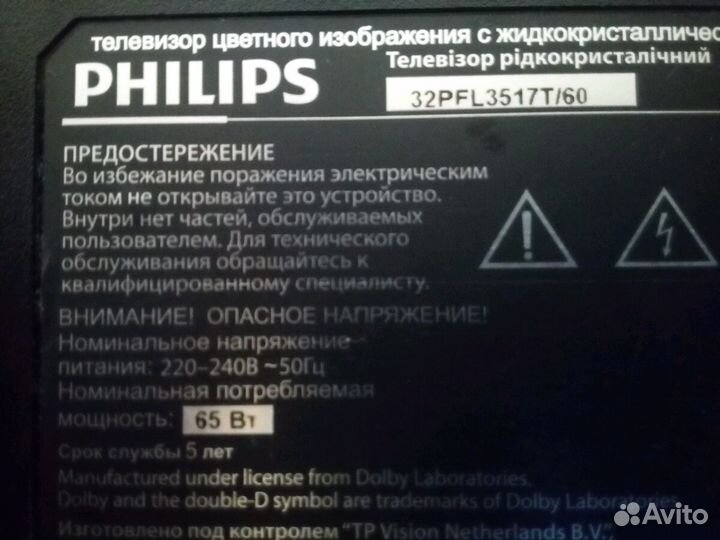 телевизор цветного изображения с жидкокристалличес
Телевізор рідкокристалічний
PHILIPS
32PFL3517T/60
ПРЕДОСТЕРЕЖЕНИЕ
Во избежание поражения электрическим
током не открывайте это устройство.
Внутри нет частей, обслуживаемых
пользователем. Для технического
обслуживания обращайтесь к
квалифицированному специалисту.
ВНИМАНИЕ! ОПАСНОЕ НАПРЯЖЕНИЕ!
Номинальное напряжение
питания: 220–240В ~50Гц
Номинальная потребляемая
мощность: 65 Вт
Срок службы 5 лет
Manufactured under license from Dolby Laboratories.
Dolby and the double-D symbol are trademarks of Dolby Laboratories.
Изготовлено под контролем "TP Vision Netherlands B.V."
Avito